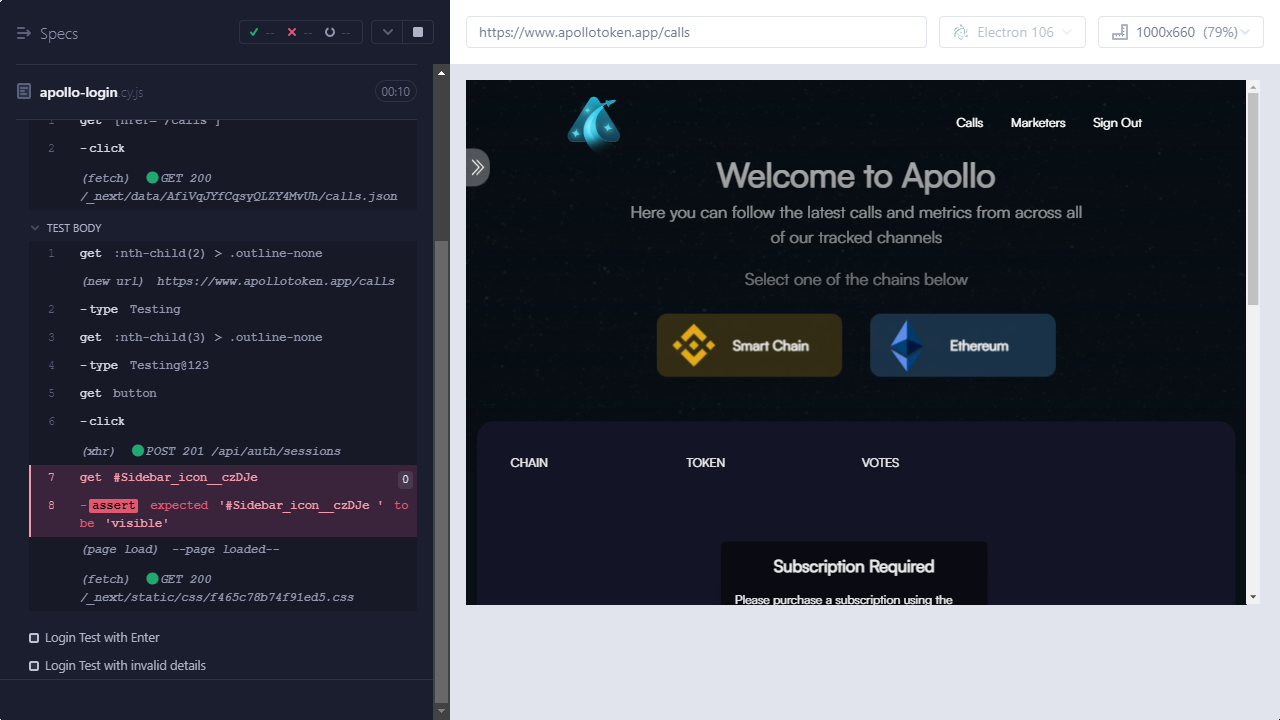 Specs
-- -- --
apollo-login.cy.js
00:10
1 get [href="/calls"]
2 -click
(fetch) GET 200
/_next/data/AfiVqJYfCqsyQLZY4MvUh/calls.json
TEST BODY
1 get :nth-child(2) > .outline-none
(new url) https://www.apollotoken.app/calls
2 -type Testing
3 get :nth-child(3) > .outline-none
4 -type Testing@123
5 get button
6 -click
(xhr) POST 201 /api/auth/sessions
7 get #Sidebar_icon__czDJe 0
8 -assert expected '#Sidebar_icon__czDJe ' to
be 'visible'
(page load) --page loaded--
(fetch) GET 200
/_next/static/css/f465c78b74f91ed5.css
Login Test with Enter
Login Test with invalid details
https://www.apollotoken.app/calls
Electron 106
1000x660 (79%)
Calls Marketers Sign Out
Welcome to Apollo
Here you can follow the latest calls and metrics from across all
of our tracked channels
Select one of the chains below
Smart Chain
Ethereum
CHAIN TOKEN VOTES
Subscription Required
Please purchase a subscription using the